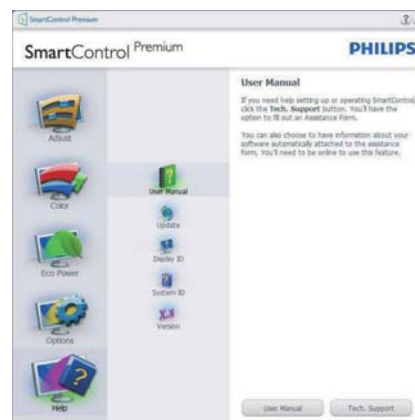 SmartControl Premium
SmartControl Premium
PHILIPS
Adjust
Color
Eco Power
Options
Help
User Manual
Update
Display ID
System ID
Version
User Manual
If you need help setting up or operating SmartControl,
click the Tech. Support button. You'll have the
option to fill out an Assistance Form.
You can also choose to have information about your
software automatically attached to the assistance
form. You'll need to be online to use this feature.
User Manual
Tech. Support